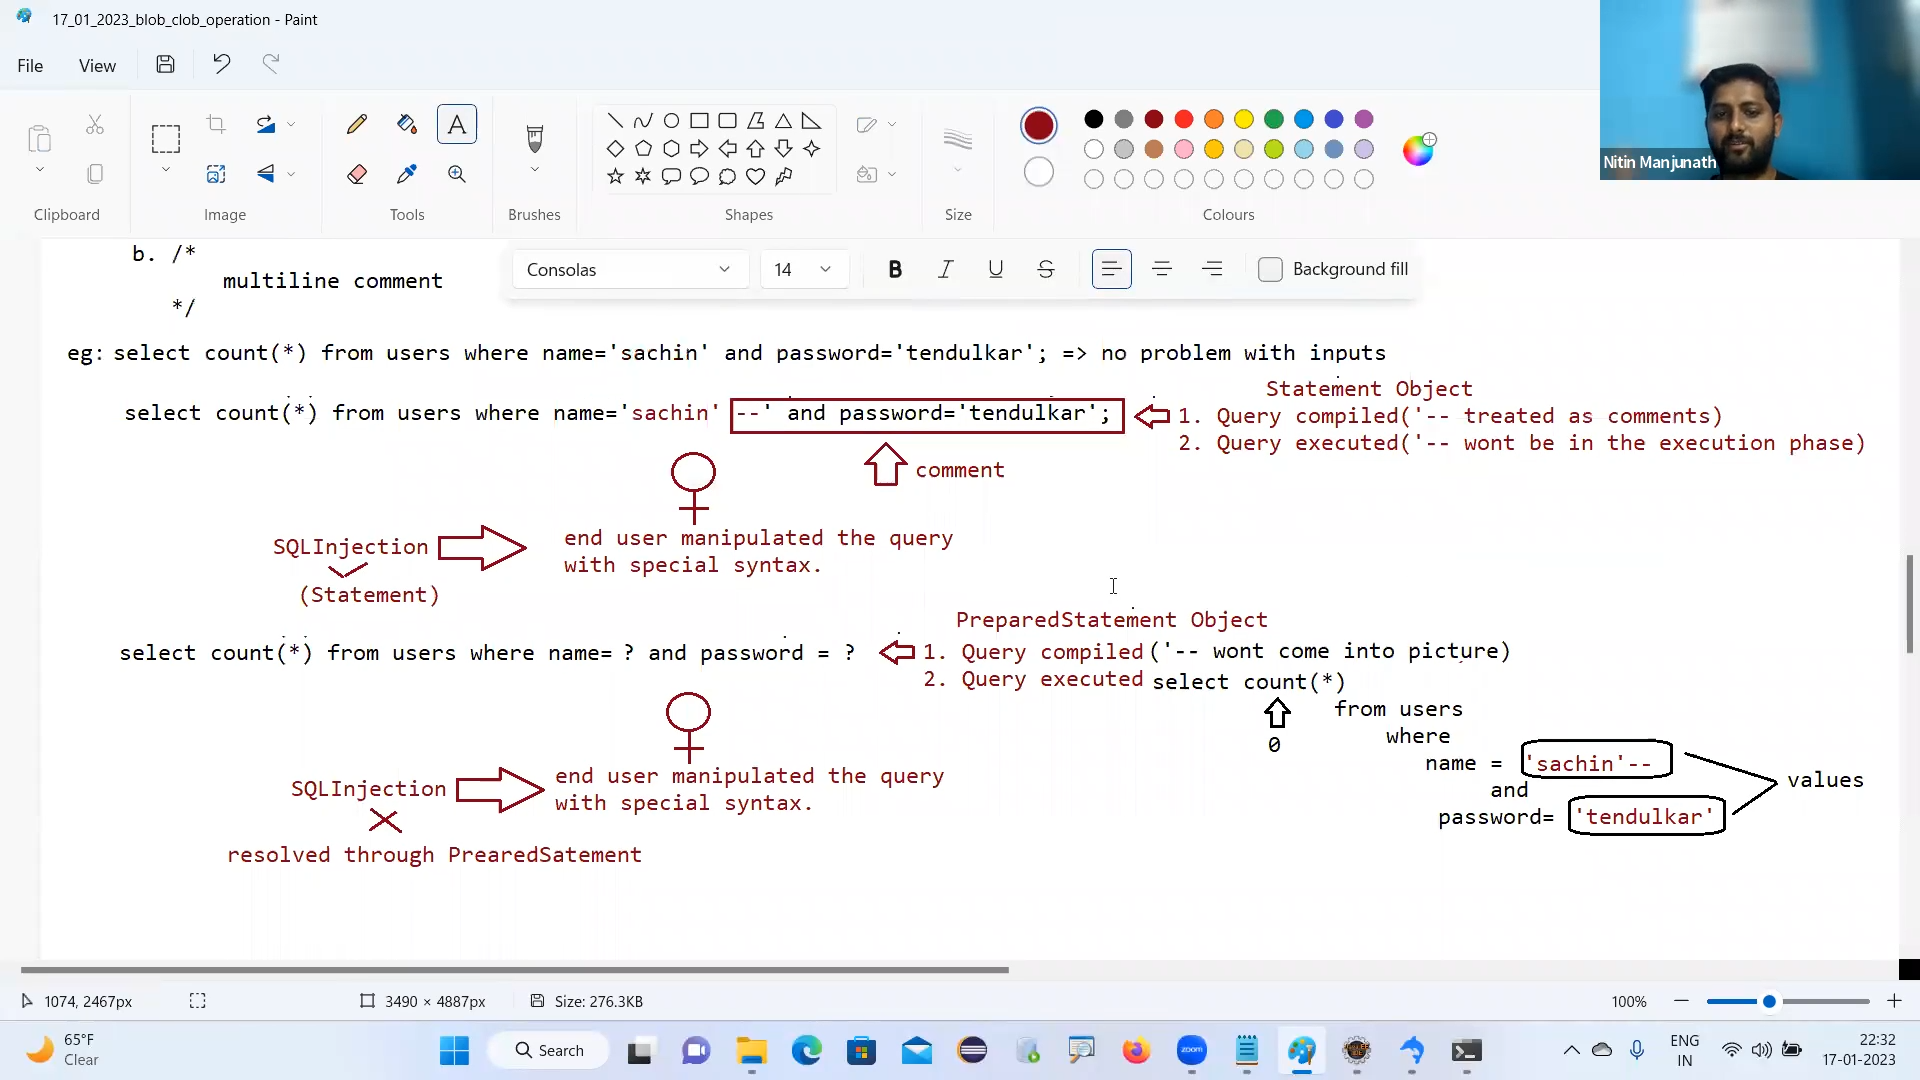 17_01_2023_blob_clob_operation - Paint
File View
Clipboard Image Tools Brushes Shapes Size Colours
Nitin Manjunath
Consolas 14 B I U S Background fill
b. /*
multiline comment
*/
eg: select count(*) from users where name='sachin' and password='tendulkar'; => no problem with inputs
Statement Object
select count(*) from users where name='sachin' --' and password='tendulkar';
1. Query compiled('-- treated as comments)
2. Query executed('-- wont be in the execution phase)
comment
SQLInjection
end user manipulated the query
with special syntax.
(Statement)
PreparedStatement Object
select count(*) from users where name= ? and password = ?
1. Query compiled ('-- wont come into picture)
2. Query executed select count(*)
from users
0
where
name = 'sachin'--
and
password= 'tendulkar'
values
SQLInjection
end user manipulated the query
with special syntax.
resolved through PrearedSatement
1074, 2467px 3490 × 4887px Size: 276.3KB 100%
65°F
Clear
Search
zoom
ENG
IN
22:32
17-01-2023